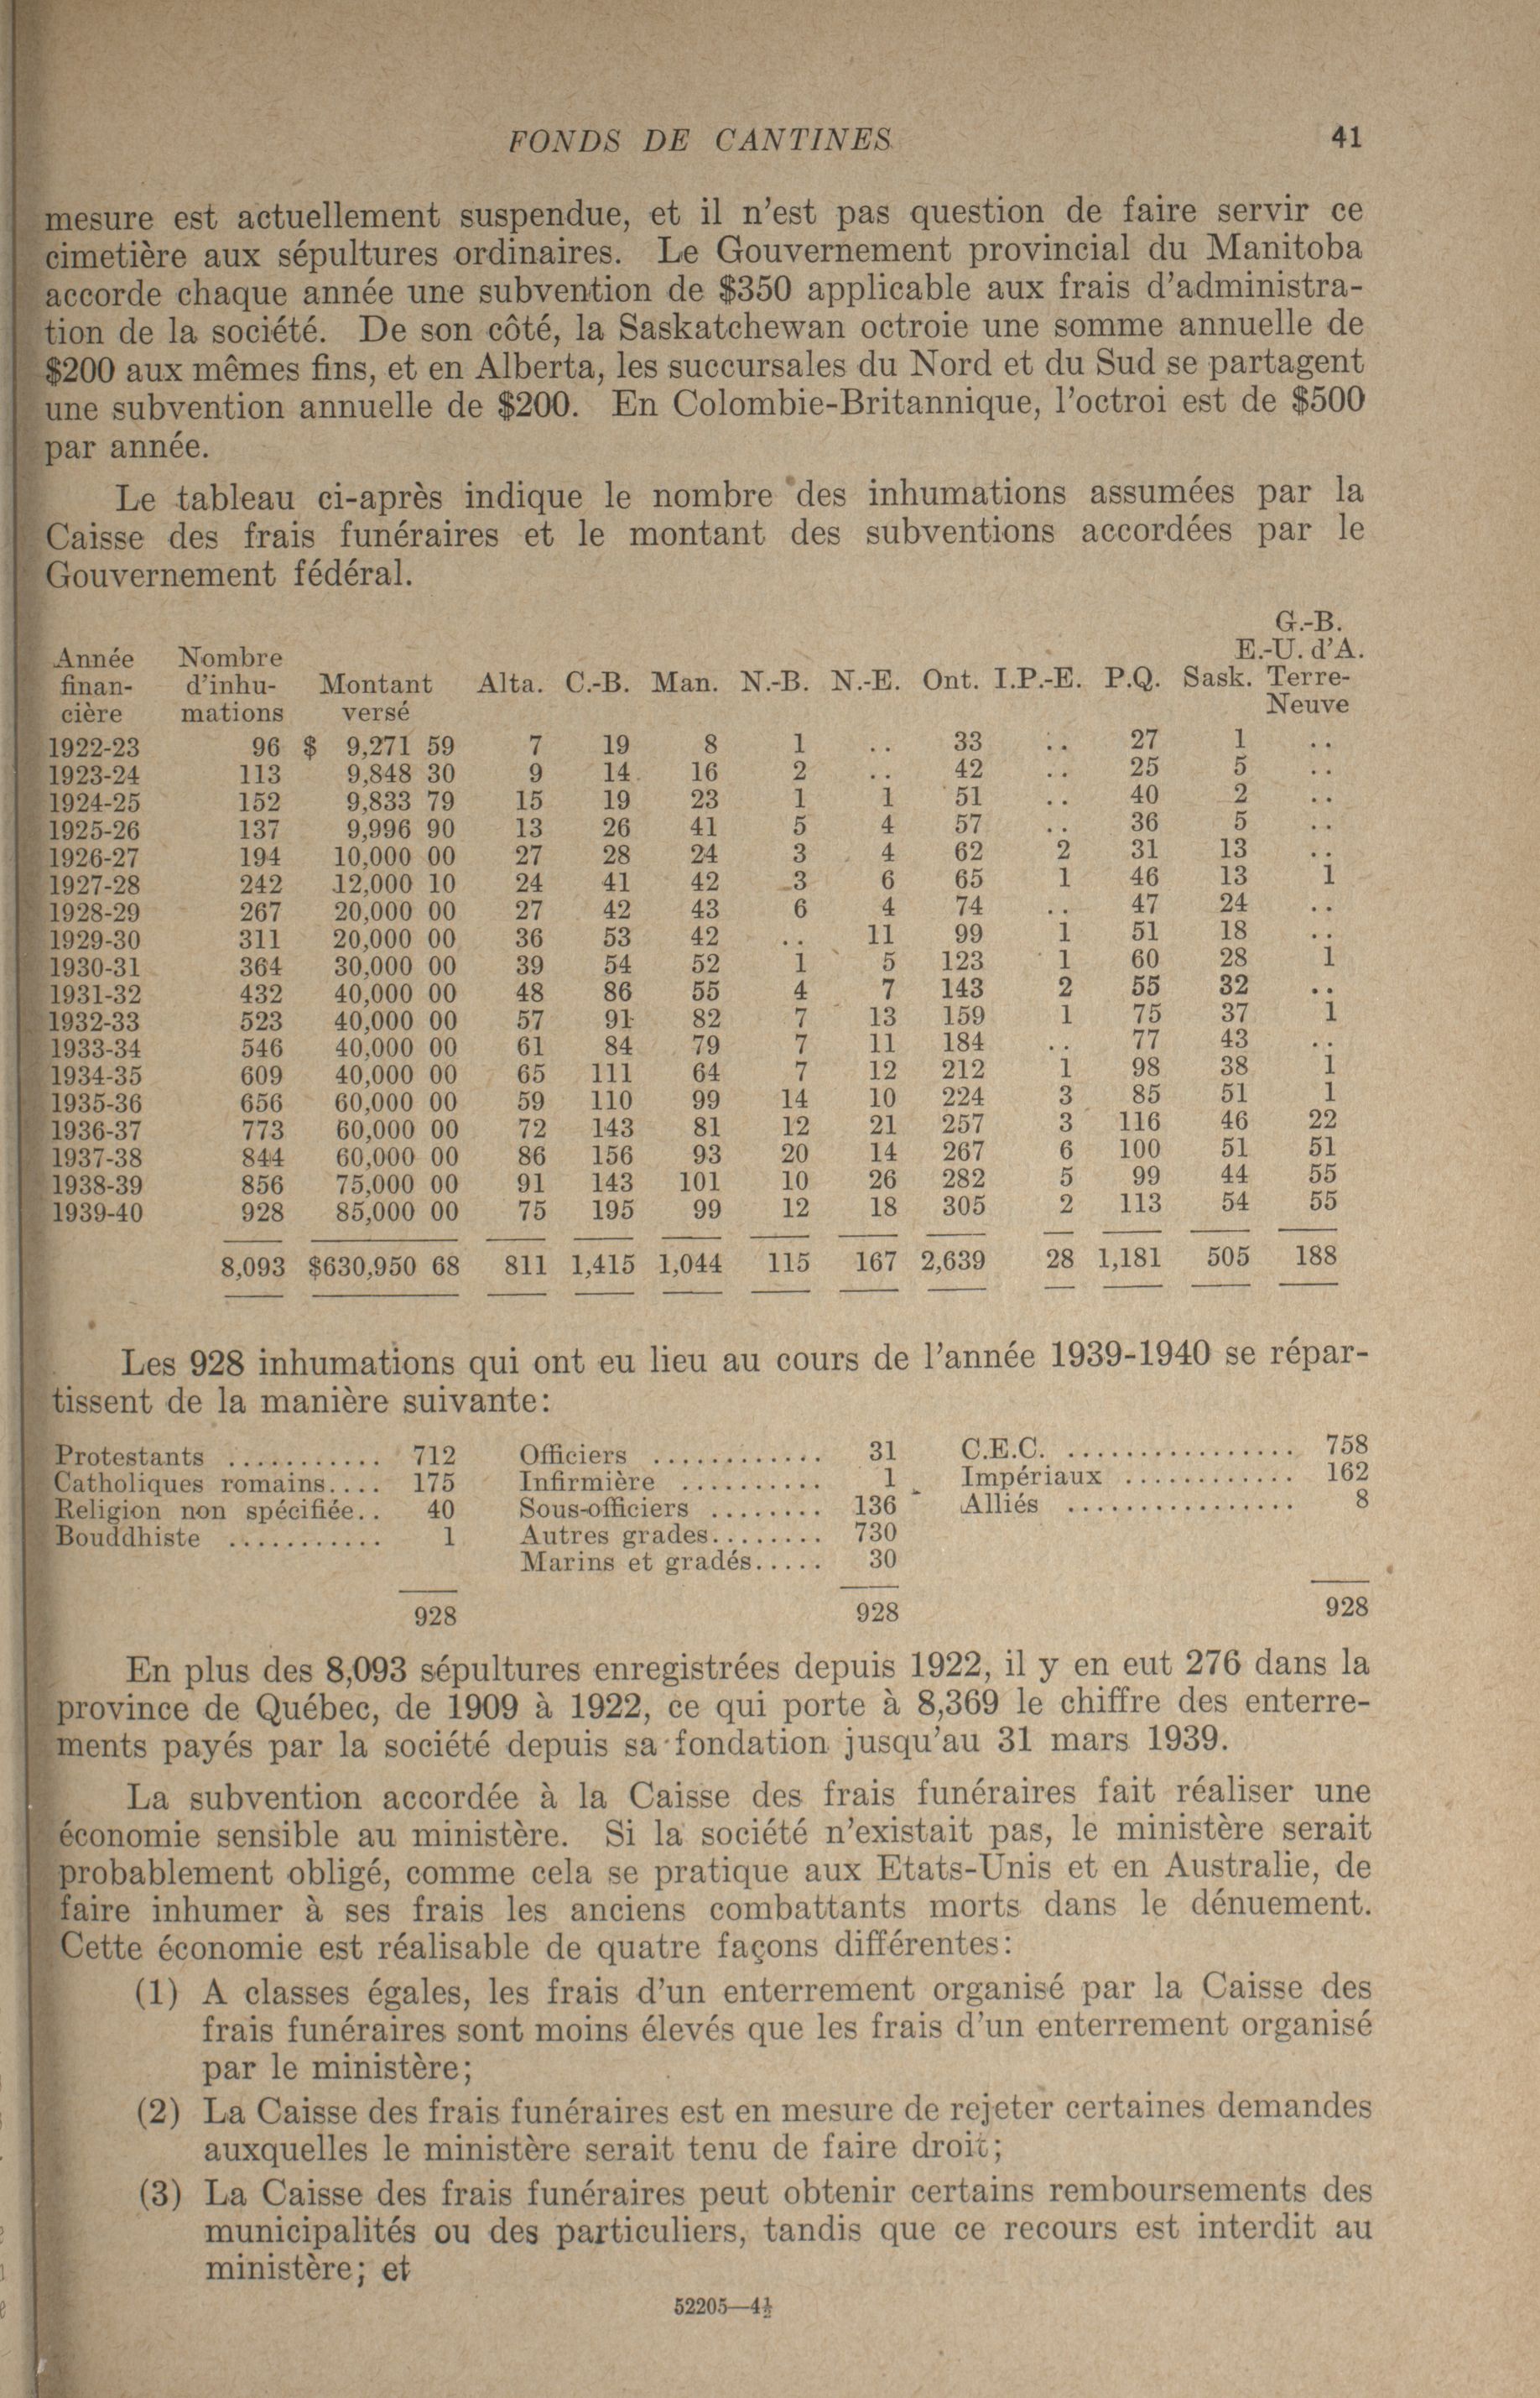 FONDS DE CANTINES 41
mesure est actuellement suspendue, et il n'est pas question de faire servir ce
cimetière aux sépultures ordinaires. Le Gouvernement provincial du Manitoba
accorde chaque année une subvention de $350 applicable aux frais d'administra-
tion de la société. De son côté, la Saskatchewan octroie une somme annuelle de
$200 aux mêmes fins, et en Alberta, les succursales du Nord et du Sud se partagent
une subvention annuelle de $200. En Colombie-Britannique, l'octroi est de $500
par année.
Le tableau ci-après indique le nombre des inhumations assumées par la
Caisse des frais funéraires et le montant des subventions accordées par le
Gouvernement fédéral.
G.-B.
Année Nombre E.-U. d'A.
finan- d'inhu- Montant Alta. C.-B. Man. N.-B. N.-E. Ont. I.P.-E. P.Q. Sask. Terre-
cière mations versé Neuve
1922-23 96 $ 9,271 59 7 19 8 1 .. 33 .. 27 1 ..
1923-24 113 9,848 30 9 14 16 2 .. 42 .. 25 5 ..
1924-25 152 9,833 79 15 19 23 1 1 51 .. 40 2 ..
1925-26 137 9,996 90 13 26 41 5 4 57 .. 36 5 ..
1926-27 194 10,000 00 27 28 24 3 4 62 2 31 13 ..
1927-28 242 12,000 10 24 41 42 3 6 65 1 46 13 1
1928-29 267 20,000 00 27 42 43 6 4 74 .. 47 24 ..
1929-30 311 20,000 00 36 53 42 .. 11 99 1 51 18 ..
1930-31 364 30,000 00 39 54 52 1 5 123 1 60 28 1
1931-32 432 40,000 00 48 86 55 4 7 143 2 55 32 ..
1932-33 523 40,000 00 57 91 82 7 13 159 1 75 37 1
1933-34 546 40,000 00 61 84 79 7 11 184 .. 77 43 ..
1934-35 609 40,000 00 65 111 64 7 12 212 1 98 38 1
1935-36 656 60,000 00 59 110 99 14 10 224 3 85 51 1
1936-37 773 60,000 00 72 143 81 12 21 257 3 116 46 22
1937-38 844 60,000 00 86 156 93 20 14 267 6 100 51 51
1938-39 856 75,000 00 91 143 101 10 26 282 5 99 44 55
1939-40 928 85,000 00 75 195 99 12 18 305 2 113 54 55
8,093 $630,950 68 811 1,415 1,044 115 167 2,639 28 1,181 505 188
Les 928 inhumations qui ont eu lieu au cours de l'année 1939-1940 se répar-
tissent de la manière suivante:
Protestants ........... 712 Officiers ............ 31 C.E.C. ................ 758
Catholiques romains.... 175 Infirmière .......... 1 Impériaux ............ 162
Religion non spécifiée.. 40 Sous-officiers ........ 136 Alliés ................ 8
Bouddhiste ........... 1 Autres grades........ 730
Marins et gradés..... 30
928 928 928
En plus des 8,093 sépultures enregistrées depuis 1922, il y en eut 276 dans la
province de Québec, de 1909 à 1922, ce qui porte à 8,369 le chiffre des enterre-
ments payés par la société depuis sa fondation jusqu'au 31 mars 1939.
La subvention accordée à la Caisse des frais funéraires fait réaliser une
économie sensible au ministère. Si la société n'existait pas, le ministère serait
probablement obligé, comme cela se pratique aux Etats-Unis et en Australie, de
faire inhumer à ses frais les anciens combattants morts dans le dénuement.
Cette économie est réalisable de quatre façons différentes:
(1) A classes égales, les frais d'un enterrement organisé par la Caisse des
frais funéraires sont moins élevés que les frais d'un enterrement organisé
par le ministère;
(2) La Caisse des frais funéraires est en mesure de rejeter certaines demandes
auxquelles le ministère serait tenu de faire droit;
(3) La Caisse des frais funéraires peut obtenir certains remboursements des
municipalités ou des particuliers, tandis que ce recours est interdit au
ministère; et
52205—4½